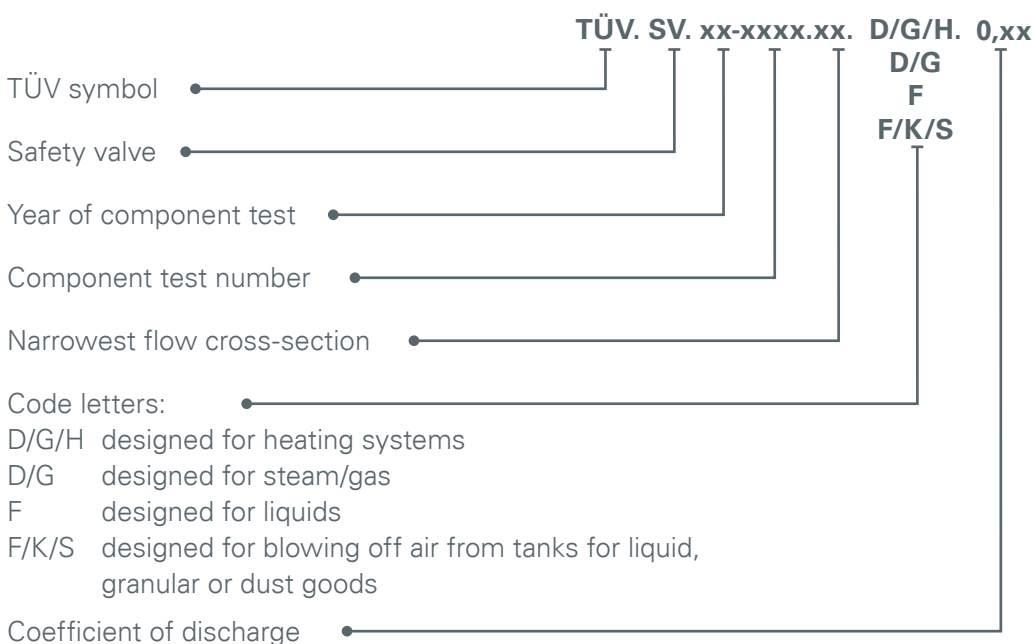 TÜV. SV. xx-xxxx.xx. D/G/H. 0,xx
D/G
F
F/K/S
TÜV symbol
Safety valve
Year of component test
Component test number
Narrowest flow cross-section
Code letters:
D/G/H designed for heating systems
D/G designed for steam/gas
F designed for liquids
F/K/S designed for blowing off air from tanks for liquid,
granular or dust goods
Coefficient of discharge